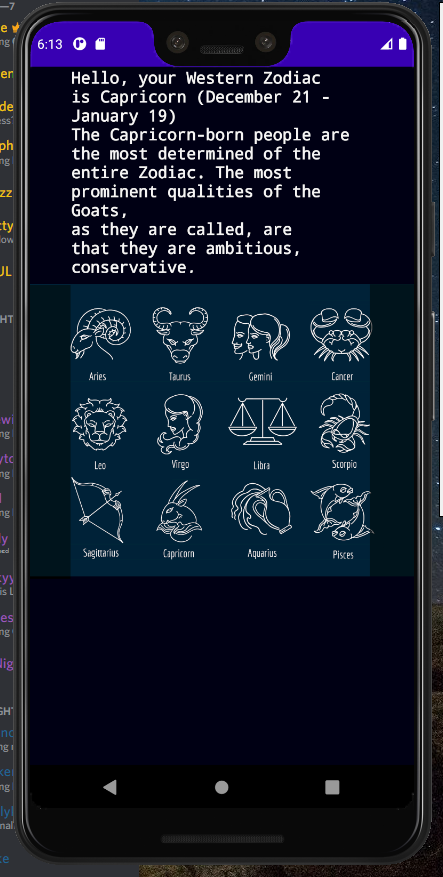 6:13
Hello, your Western Zodiac
is Capricorn (December 21 -
January 19)
The Capricorn-born people are
the most determined of the
entire Zodiac. The most
prominent qualities of the
Goats,
as they are called, are
that they are ambitious,
conservative.
Aries Taurus Gemini Cancer
Leo Virgo Libra Scorpio
Sagittarius Capricorn Aquarius Pisces